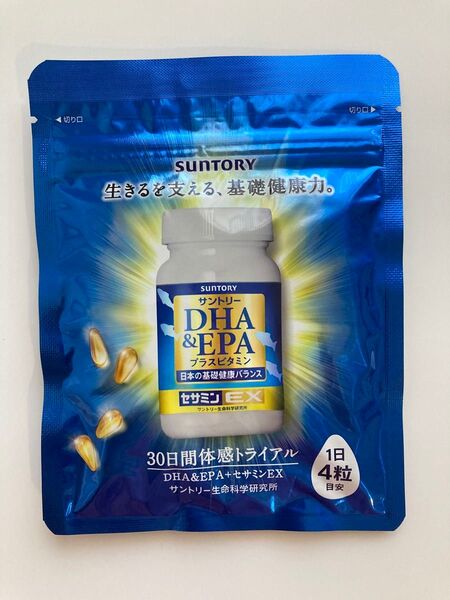 切り口
切り口
SUNTORY
生きるを支える、基礎健康力。
SUNTORY
サントリー
DHA
&EPA
プラスビタミン
日本の基礎健康バランス
セサミンEX
サントリー生命科学研究所
30日間体感トライアル
DHA&EPA+セサミンEX
サントリー生命科学研究所
1日
4粒
目安